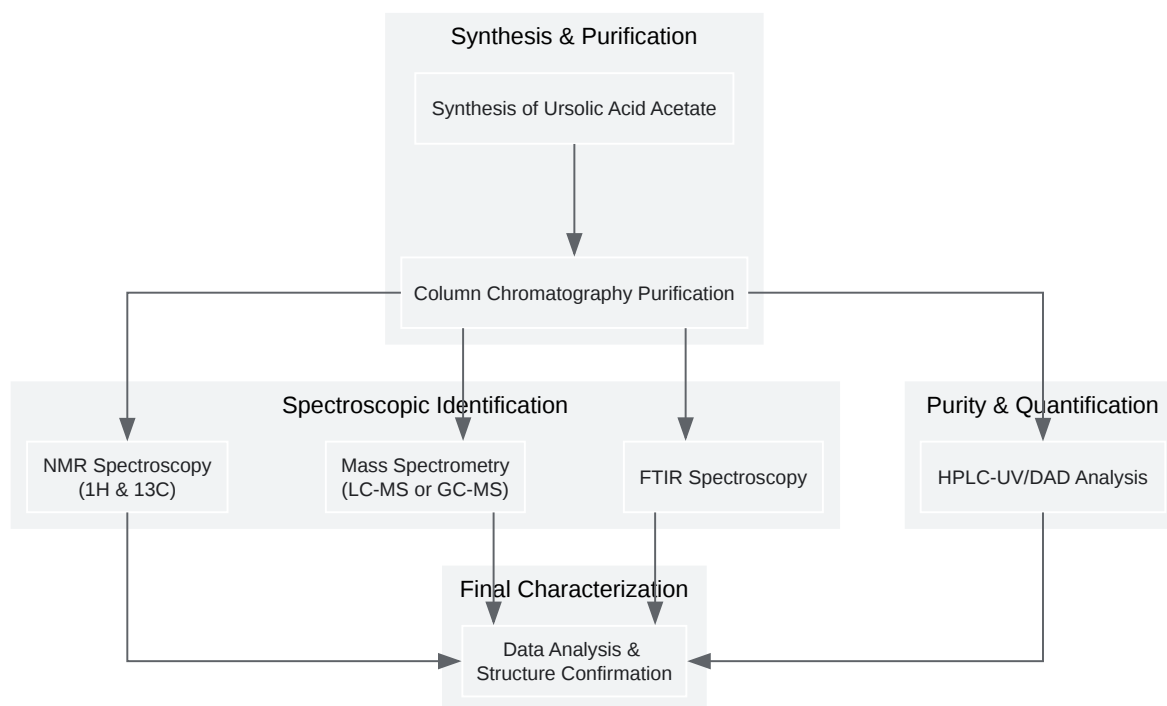 Synthesis & Purification
Synthesis of Ursolic Acid Acetate
Column Chromatography Purification
Spectroscopic Identification
Purity & Quantification
NMR Spectroscopy
(1H & 13C)
Mass Spectrometry
(LC-MS or GC-MS)
FTIR Spectroscopy
HPLC-UV/DAD Analysis
Final Characterization
Data Analysis &
Structure Confirmation